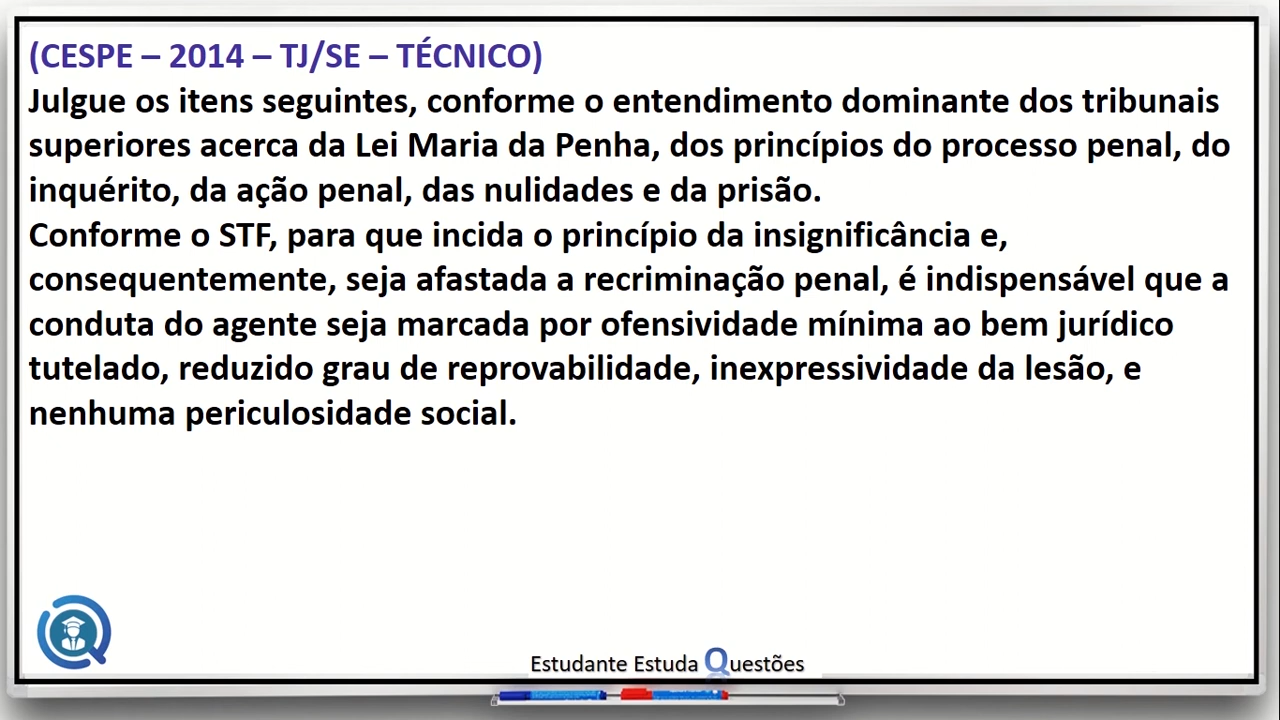 (CESPE – 2014 – TJ/SE – TÉCNICO)
Julgue os itens seguintes, conforme o entendimento dominante dos tribunais
superiores acerca da Lei Maria da Penha, dos princípios do processo penal, do
inquérito, da ação penal, das nulidades e da prisão.
Conforme o STF, para que incida o princípio da insignificância e,
consequentemente, seja afastada a recriminação penal, é indispensável que a
conduta do agente seja marcada por ofensividade mínima ao bem jurídico
tutelado, reduzido grau de reprovabilidade, inexpressividade da lesão, e
nenhuma periculosidade social.
Estudante Estuda Questões